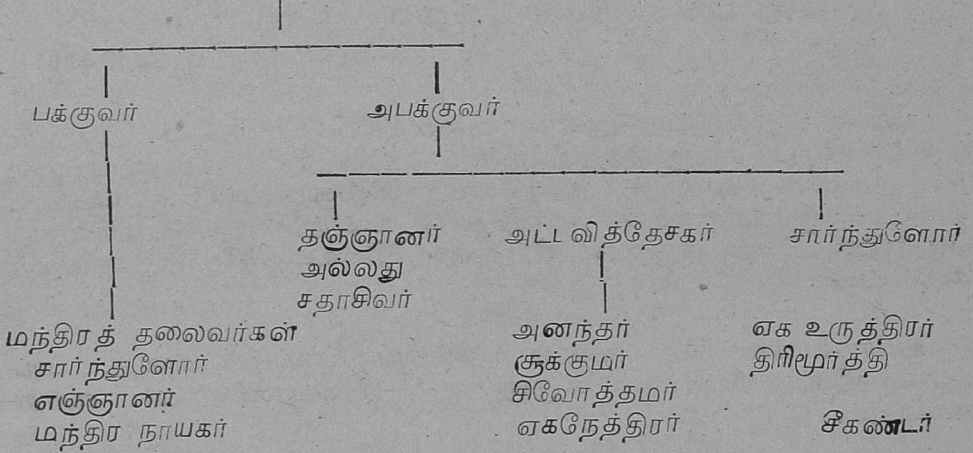 பக்குவர் அபக்குவர்
தஞ்ஞானர் அட்டவித்தேசகர் சார்ந்துளோர்
அல்லது
சதாசிவர்
மந்திரத் தலைவர்கள் அனந்தர் ஏக உருத்திரர்
சார்ந்துளோர் சூக்குமர் திரிமூர்த்தி
எஞ்ஞானர் சிவோத்தமர்
மந்திர நாயகர் ஏகநேத்திரர் சீகண்டர்